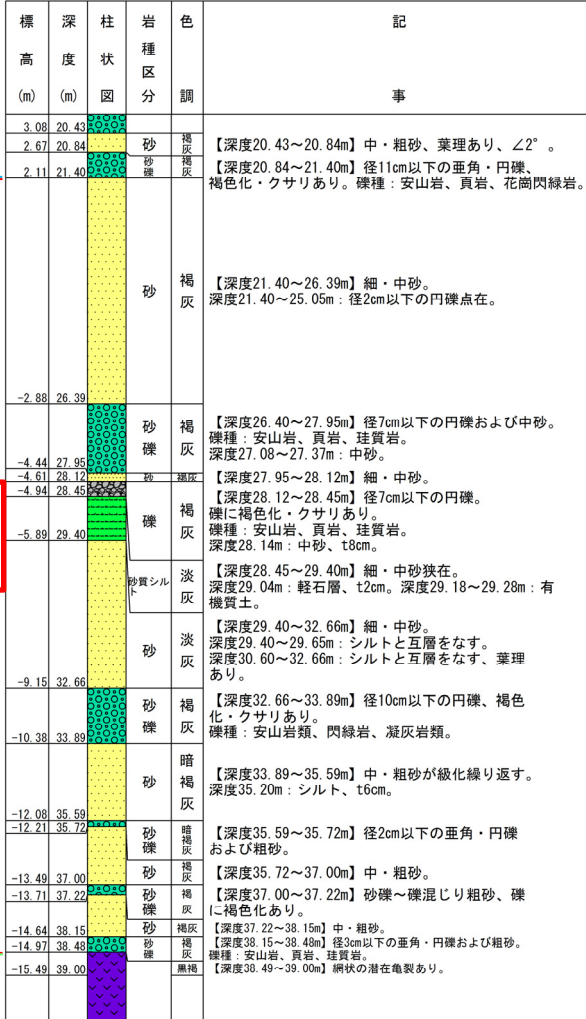 標高(m) 深度(m) 柱状図 岩種区分 色調 記事
3.08 20.43
2.67 20.84 砂 褐灰 【深度20.43～20.84m】中・粗砂、葉理あり、∠2°。
2.11 21.40 砂礫 褐灰 【深度20.84～21.40m】径11cm以下の亜角・円礫、
褐色化・クサリあり。礫種：安山岩、頁岩、花崗閃緑岩。
砂 褐灰 【深度21.40～26.39m】細・中砂。
深度21.40～25.05m：径2cm以下の円礫点在。
-2.88 26.39
砂礫 褐灰 【深度26.40～27.95m】径7cm以下の円礫および中砂。
礫種：安山岩、頁岩、珪質岩。
深度27.08～27.37m：中砂。
-4.44 27.95
-4.61 28.12 砂 褐灰 【深度27.95～28.12m】細・中砂。
-4.94 28.45 礫 褐灰 【深度28.12～28.45m】径7cm以下の円礫。
礫に褐色化・クサリあり。
礫種：安山岩、頁岩、珪質岩。
深度28.14m：中砂、t8cm。
-5.89 29.40
砂質シルト 淡灰 【深度28.45～29.40m】細・中砂狭在。
深度29.04m：軽石層、t2cm。深度29.18～29.28m：有
機質土。
砂 淡灰 【深度29.40～32.66m】細・中砂。
深度29.40～29.65m：シルトと互層をなす。
深度30.60～32.66m：シルトと互層をなす、葉理
あり。
-9.15 32.66
砂礫 褐灰 【深度32.66～33.89m】径10cm以下の円礫、褐色
化・クサリあり。
礫種：安山岩類、閃緑岩、凝灰岩類。
-10.38 33.89
砂 暗褐灰 【深度33.89～35.59m】中・粗砂が級化繰り返す。
深度35.20m：シルト、t6cm。
-12.08 35.59
-12.21 35.72 砂礫 暗褐灰 【深度35.59～35.72m】径2cm以下の亜角・円礫
および粗砂。
砂 褐灰 【深度35.72～37.00m】中・粗砂。
-13.49 37.00
-13.71 37.22 砂礫 褐灰 【深度37.00～37.22m】砂礫～礫混じり粗砂、礫
に褐色化あり。
-14.64 38.15 砂 褐灰 【深度37.22～38.15m】中・粗砂。
-14.97 38.48 砂礫 褐灰 【深度38.15～38.48m】径3cm以下の亜角・円礫および粗砂。
礫種：安山岩、頁岩、珪質岩。
-15.49 39.00 黒褐 【深度38.49～39.00m】網状の潜在亀裂あり。